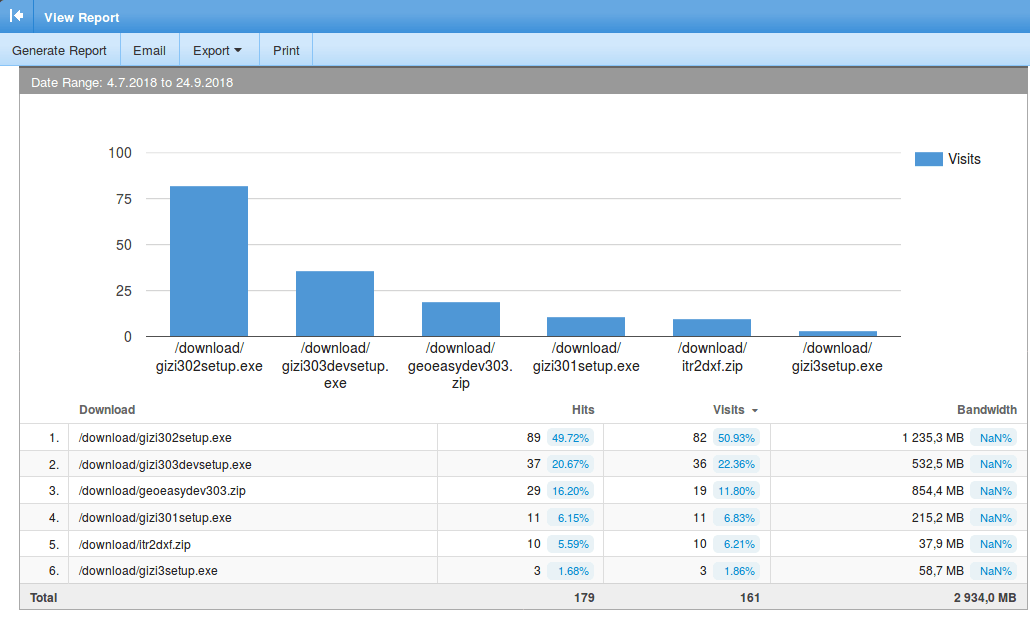 View Report
Generate Report Email Export Print
Date Range: 4.7.2018 to 24.9.2018
100
75
50
25
0
Visits
/download/
gizi302setup.exe
/download/
gizi303devsetup.
exe
/download/
geoeasydev303.
zip
/download/
gizi301setup.exe
/download/
itr2dxf.zip
/download/
gizi3setup.exe
Download Hits Visits Bandwidth
1. /download/gizi302setup.exe 89 49.72% 82 50.93% 1 235,3 MB NaN%
2. /download/gizi303devsetup.exe 37 20.67% 36 22.36% 532,5 MB NaN%
3. /download/geoeasydev303.zip 29 16.20% 19 11.80% 854,4 MB NaN%
4. /download/gizi301setup.exe 11 6.15% 11 6.83% 215,2 MB NaN%
5. /download/itr2dxf.zip 10 5.59% 10 6.21% 37,9 MB NaN%
6. /download/gizi3setup.exe 3 1.68% 3 1.86% 58,7 MB NaN%
Total 179 161 2 934,0 MB